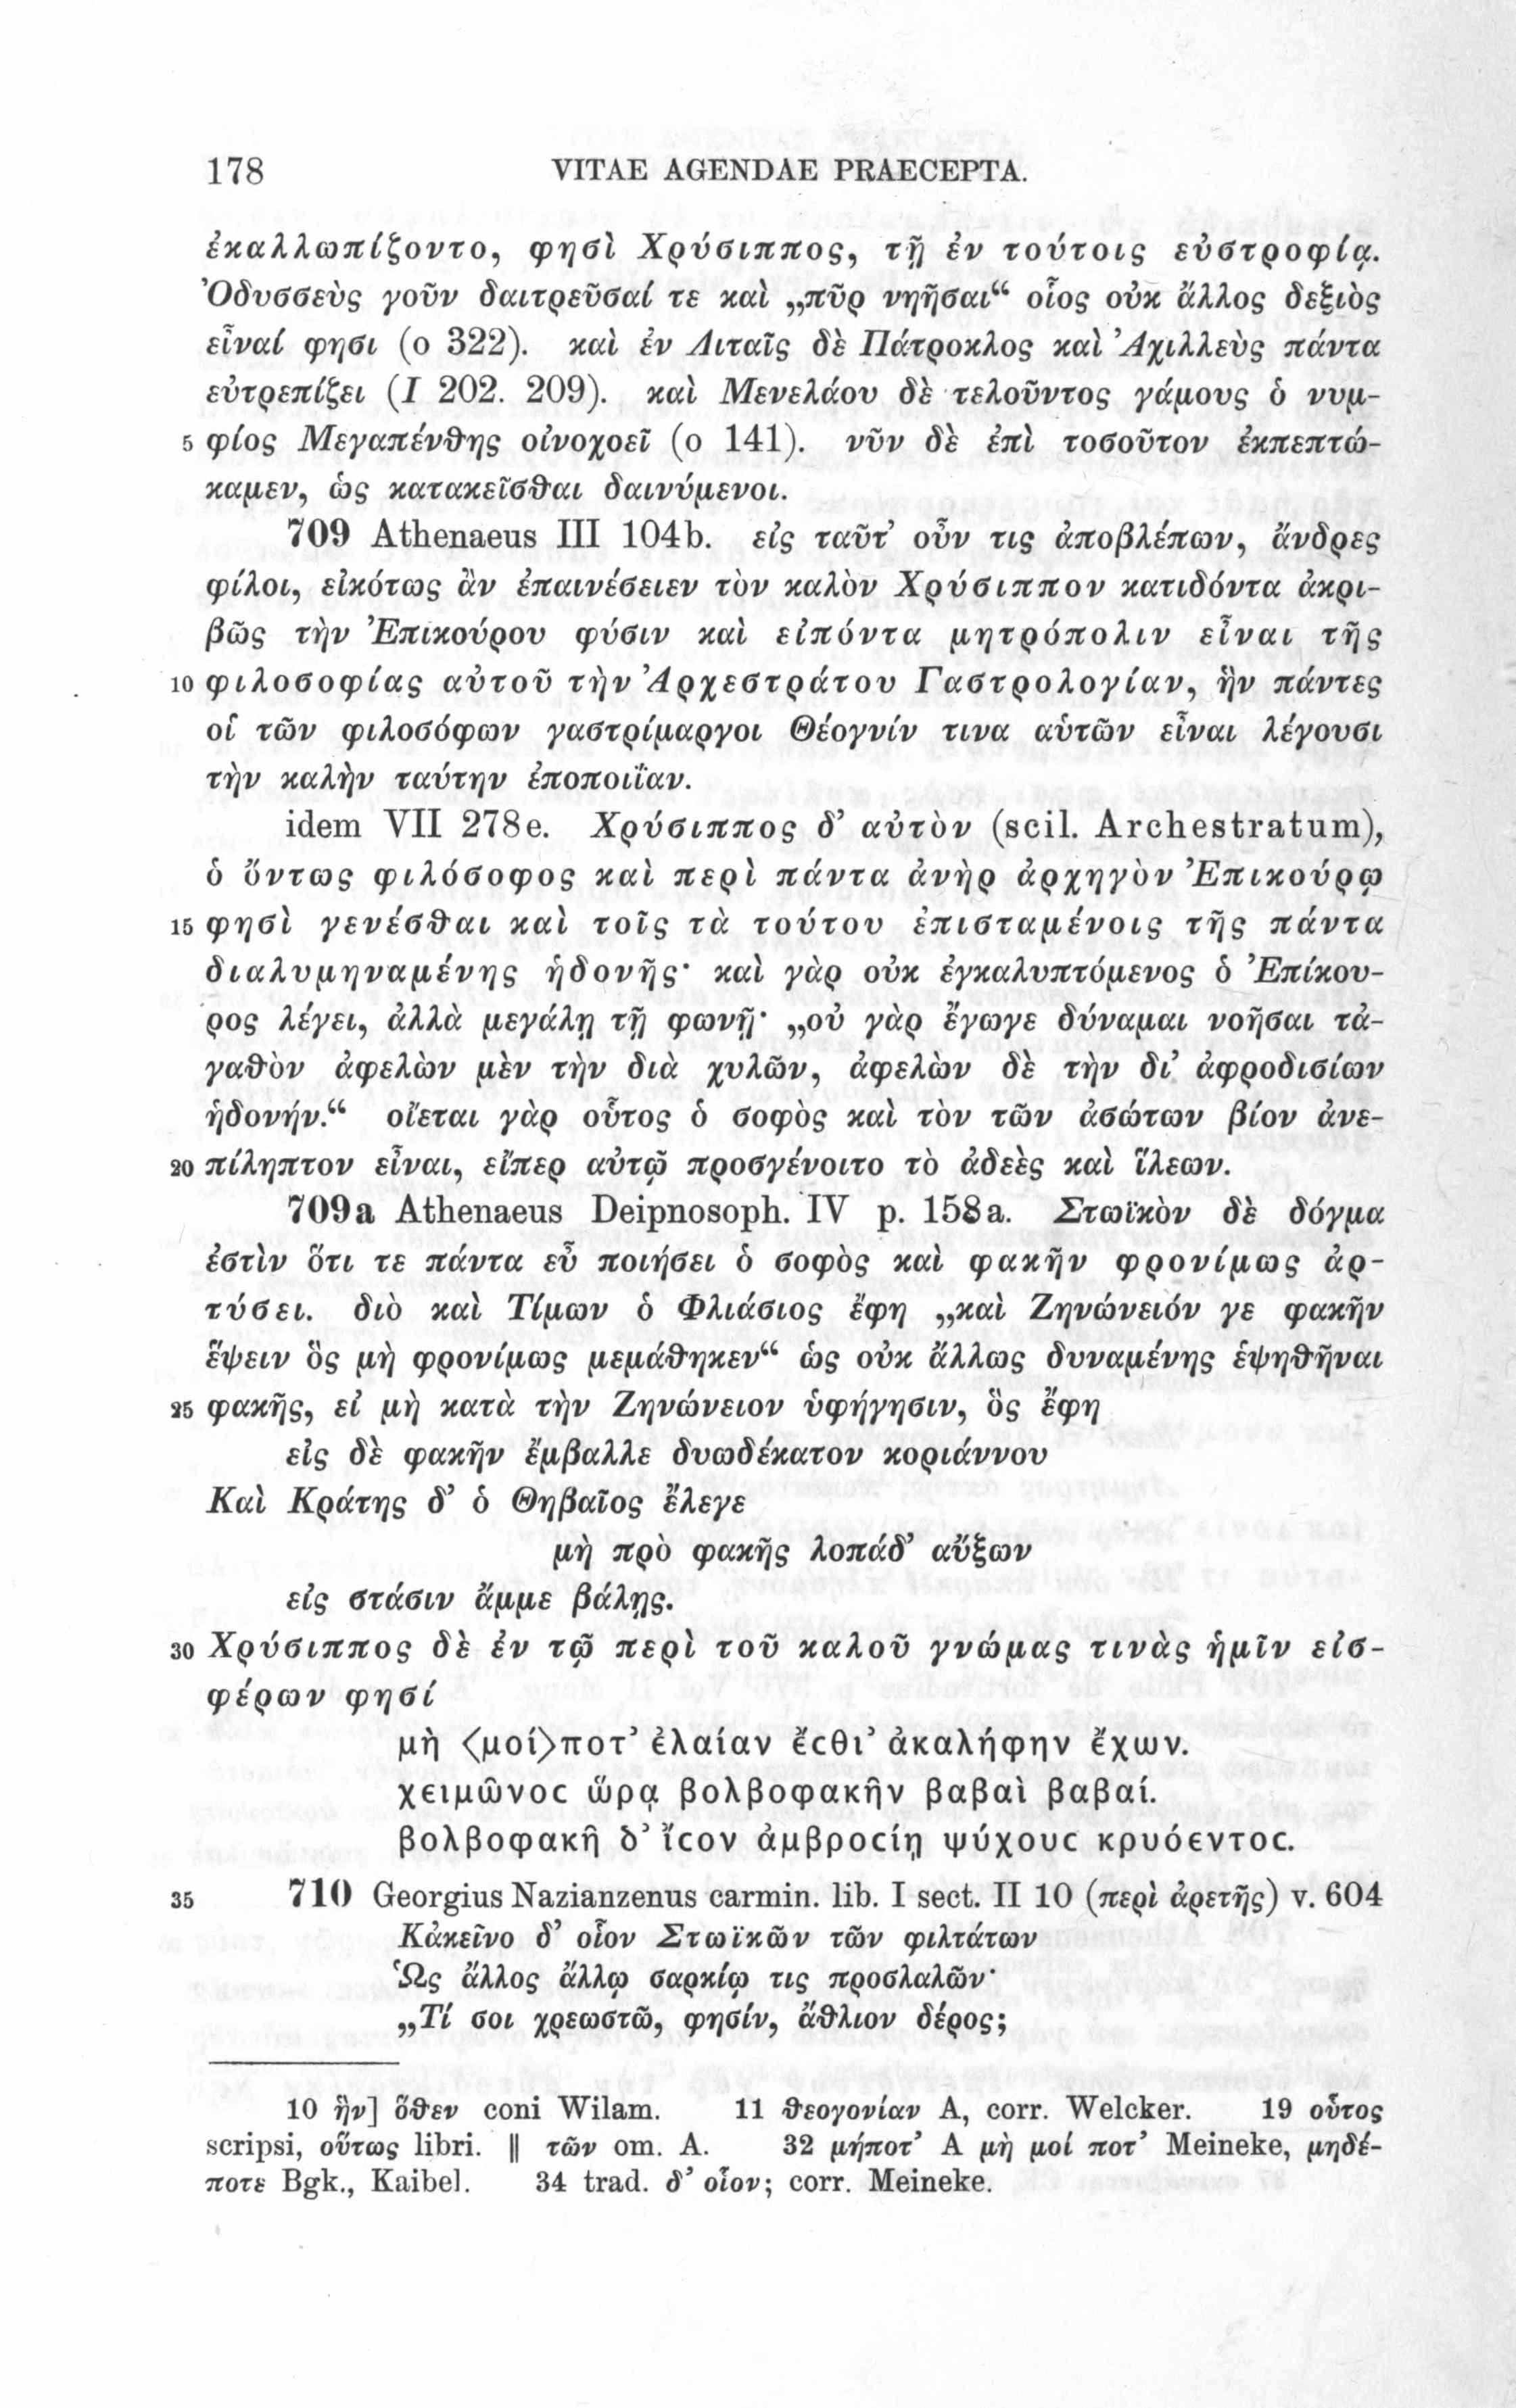 178 VITAE AGENDAE PRAECEPTA.
ἐκαλλωπίζοντο, φησὶ Χρύσιππος, τῇ ἐν τούτοις εὐστροφίᾳ.
Ὀδυσσεὺς γοῦν δαιτρεῦσαί τε καὶ „πῦρ νηῆσαι“ οἷος οὐκ ἄλλος δεξιὸς
εἶναί φησι (ο 322). καὶ ἐν Λιταῖς δὲ Πάτροκλος καὶ Ἀχιλλεὺς πάντα
εὐτρεπίζει (I 202. 209). καὶ Μενελάου δὲ τελοῦντος γάμους ὁ νυμ-
5 φίος Μεγαπένθης οἰνοχοεῖ (ο 141). νῦν δὲ ἐπὶ τοσοῦτον ἐκπεπτώ-
καμεν, ὡς κατακεῖσθαι δαινύμενοι.
709 Athenaeus III 104b. εἰς ταῦτ’ οὖν τις ἀποβλέπων, ἄνδρες
φίλοι, εἰκότως ἂν ἐπαινέσειεν τὸν καλὸν Χρύσιππον κατιδόντα ἀκρι-
βῶς τὴν Ἐπικούρου φύσιν καὶ εἰπόντα μητρόπολιν εἶναι τῆς
10 φιλοσοφίας αὐτοῦ τὴν Ἀρχεστράτου Γαστρολογίαν, ἣν πάντες
οἱ τῶν φιλοσόφων γαστρίμαργοι Θέογνίν τινα αὑτῶν εἶναι λέγουσι
τὴν καλὴν ταύτην ἐποποιΐαν.
idem VII 278e. Χρύσιππος δ’ αὐτὸν (scil. Archestratum),
ὁ ὄντως φιλόσοφος καὶ περὶ πάντα ἀνὴρ ἀρχηγὸν Ἐπικούρῳ
15 φησὶ γενέσθαι καὶ τοῖς τὰ τούτου ἐπισταμένοις τῆς πάντα
διαλυμηναμένης ἡδονῆς· καὶ γὰρ οὐκ ἐγκαλυπτόμενος ὁ Ἐπίκου-
ρος λέγει, ἀλλὰ μεγάλῃ τῇ φωνῇ· „οὐ γὰρ ἔγωγε δύναμαι νοῆσαι τἀ-
γαθὸν ἀφελὼν μὲν τὴν διὰ χυλῶν, ἀφελὼν δὲ τὴν δι’ ἀφροδισίων
ἡδονήν.“ οἴεται γὰρ οὗτος ὁ σοφὸς καὶ τὸν τῶν ἀσώτων βίον ἀνε-
20 πίληπτον εἶναι, εἴπερ αὐτῷ προσγένοιτο τὸ ἀδεὲς καὶ ἵλεων.
709a Athenaeus Deipnosoph. IV p. 158a. Στωϊκὸν δὲ δόγμα
ἐστὶν ὅτι τε πάντα εὖ ποιήσει ὁ σοφὸς καὶ φακῆν φρονίμως ἀρ-
τύσει. διὸ καὶ Τίμων ὁ Φλιάσιος ἔφη „καὶ Ζηνώνειόν γε φακῆν
ἕψειν ὃς μὴ φρονίμως μεμάθηκεν“ ὡς οὐκ ἄλλως δυναμένης ἑψηθῆναι
25 φακῆς, εἰ μὴ κατὰ τὴν Ζηνώνειον ὑφήγησιν, ὃς ἔφη
εἰς δὲ φακῆν ἔμβαλλε δυωδέκατον κοριάννου
Καὶ Κράτης δ’ ὁ Θηβαῖος ἔλεγε
μὴ πρὸ φακῆς λοπάδ’ αὔξων
εἰς στάσιν ἄμμε βάλῃς.
30 Χρύσιππος δὲ ἐν τῷ περὶ τοῦ καλοῦ γνώμας τινὰς ἡμῖν εἰσ-
φέρων φησί
μὴ <μοί>ποτ’ ἐλαίαν ἔςθι’ ἀκαλήφην ἔχων.
χειμῶνος ὥρᾳ βολβοφακῆν βαβαὶ βαβαί.
βολβοφακῆ δ’ ἴςον ἀμβροςίῃ ψύχους κρυόεντος.
35 710 Georgius Nazianzenus carmin. lib. I sect. II 10 (περὶ ἀρετῆς) v. 604
Κἀκεῖνο δ’ οἷον Στωϊκῶν τῶν φιλτάτων
Ὡς ἄλλος ἄλλῳ σαρκίῳ τις προσλαλῶν·
„Τί σοι χρεωστῶ, φησίν, ἄθλιον δέρος;
10 ἣν] ὅθεν coni Wilam. 11 θεογονίαν A, corr. Welcker. 19 οὗτος
scripsi, οὕτως libri. || τῶν om. A. 32 μήποτ’ A μὴ μοί ποτ’ Meineke, μηδέ-
ποτε Bgk., Kaibel. 34 trad. δ’ οἷον; corr. Meineke.